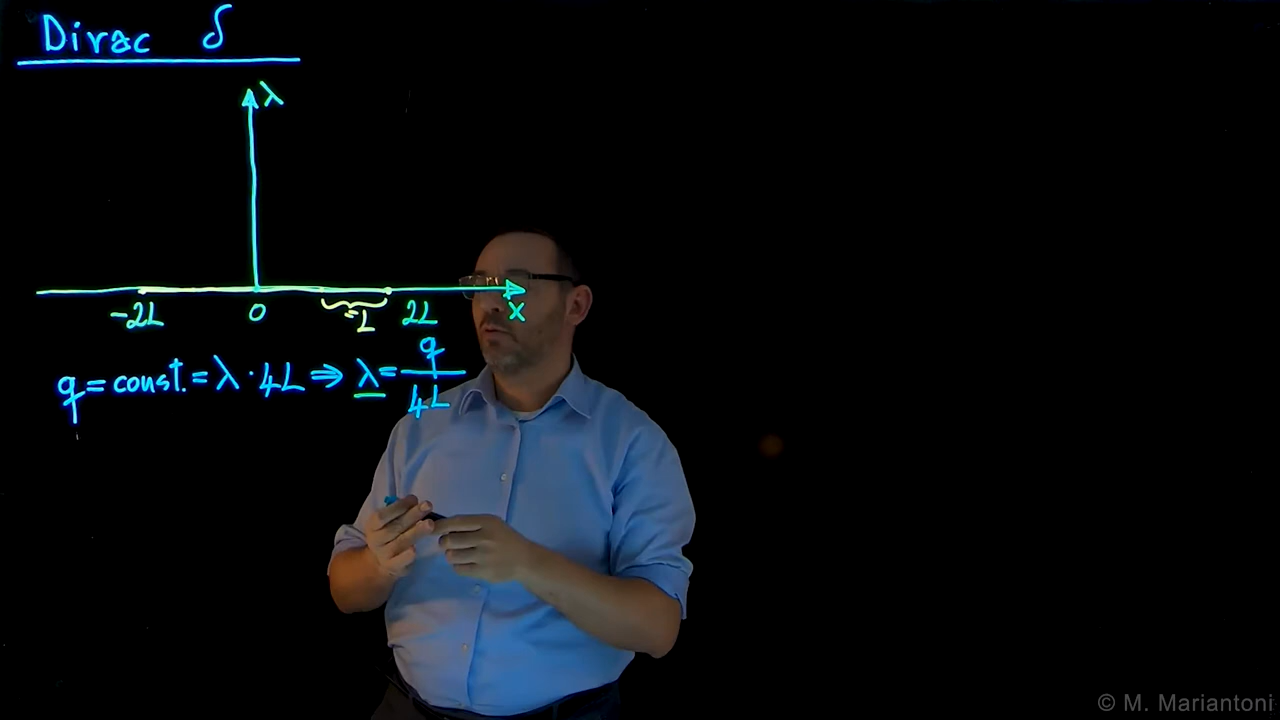 Dirac δ
λ
-2L 0 =L 2L x
q = const. = λ · 4L ⇒ λ = q/4L
© M. Mariantoni